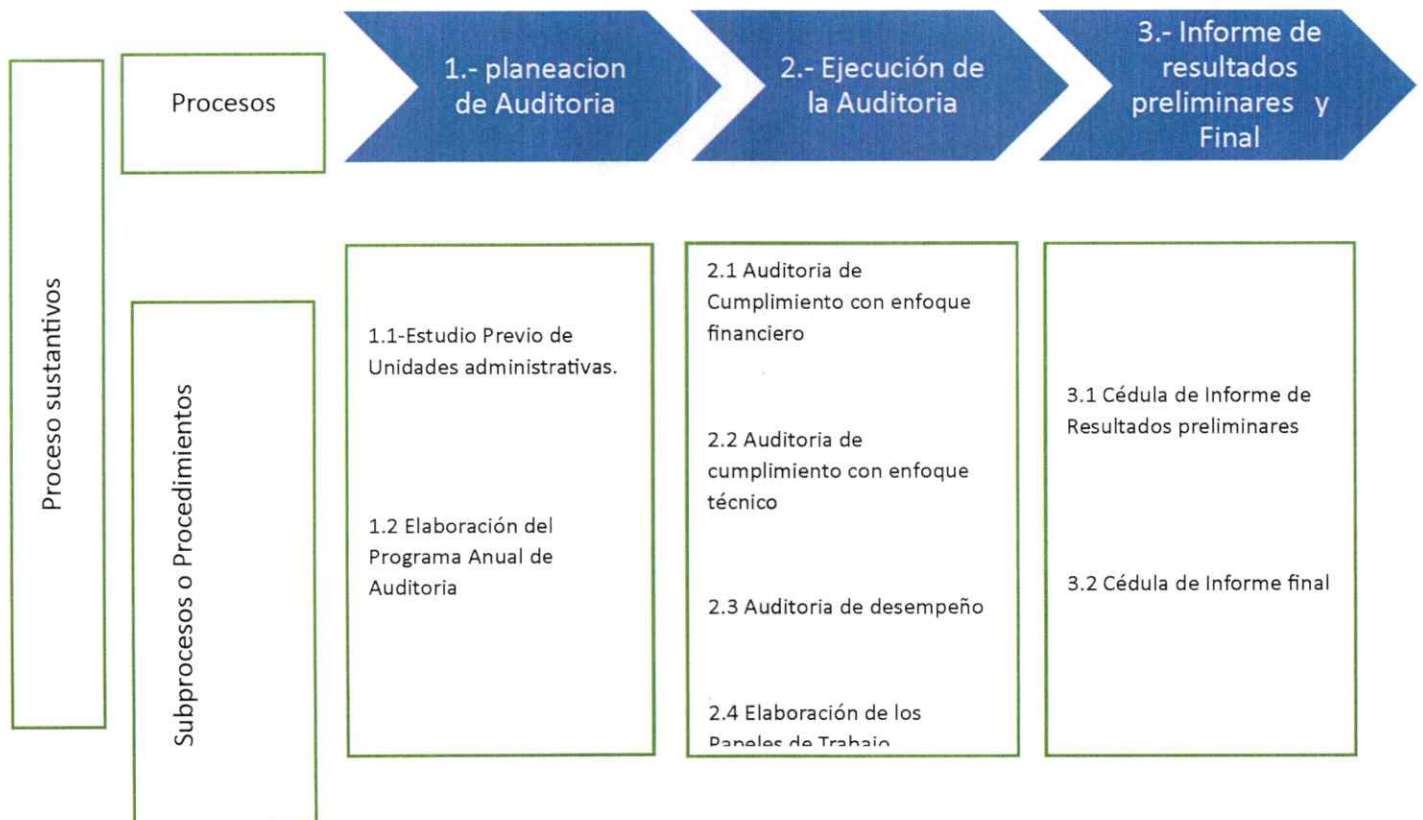 Proceso sustantivos
Procesos
1.- planeacion
de Auditoria
2.- Ejecución de
la Auditoria
3.- Informe de
resultados
preliminares y
Final
Subprocesos o Procedimientos
1.1-Estudio Previo de
Unidades administrativas.
1.2 Elaboración del
Programa Anual de
Auditoria
2.1 Auditoria de
Cumplimiento con enfoque
financiero
2.2 Auditoria de
cumplimiento con enfoque
técnico
2.3 Auditoria de desempeño
2.4 Elaboración de los
Papeles de Trabajo
3.1 Cédula de Informe de
Resultados preliminares
3.2 Cédula de Informe final